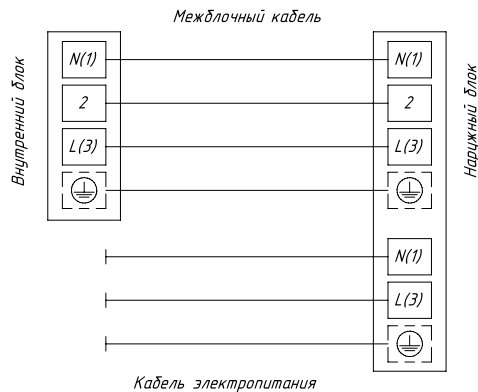 Межблочный кабель
Внутренний блок
Наружный блок
N(1)
N(1)
2
2
L(3)
L(3)
N(1)
L(3)
Кабель электропитания